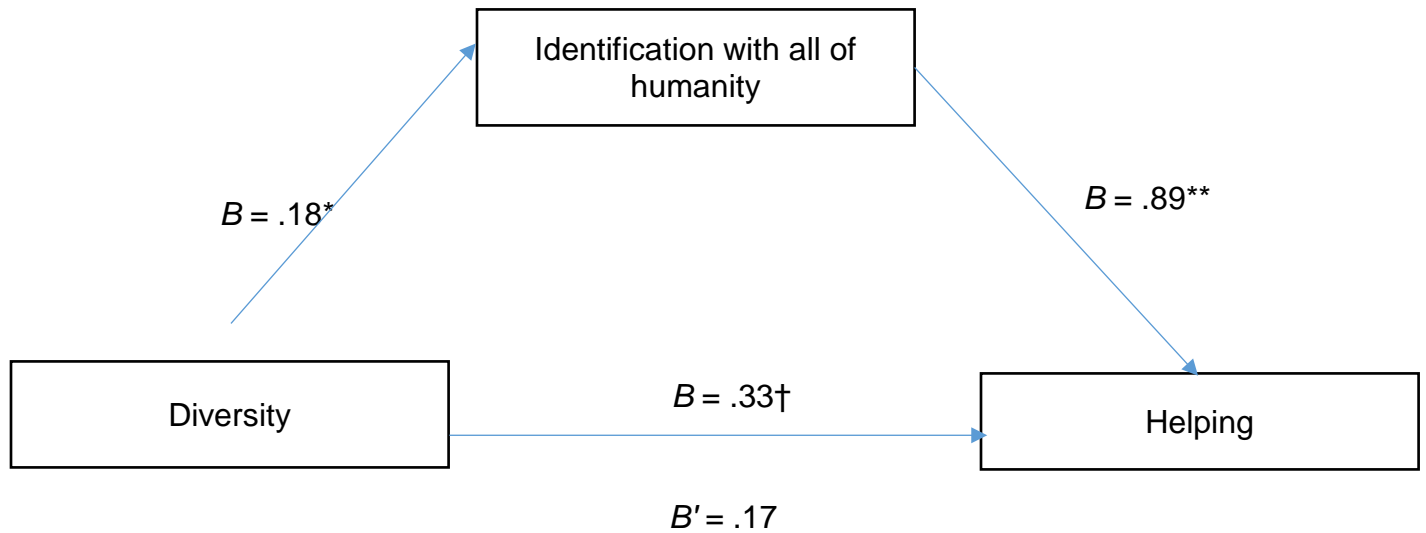 Identification with all of
humanity
B = .18*
B = .89**
Diversity
B = .33†
Helping
B' = .17